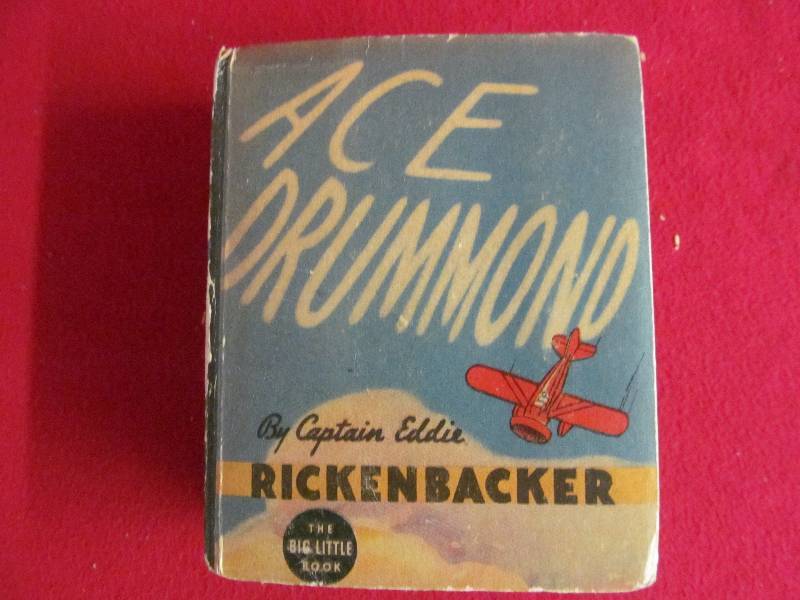 ACE
DRUMMOND
By Captain Eddie
RICKENBACKER
THE
BIG LITTLE
BOOK